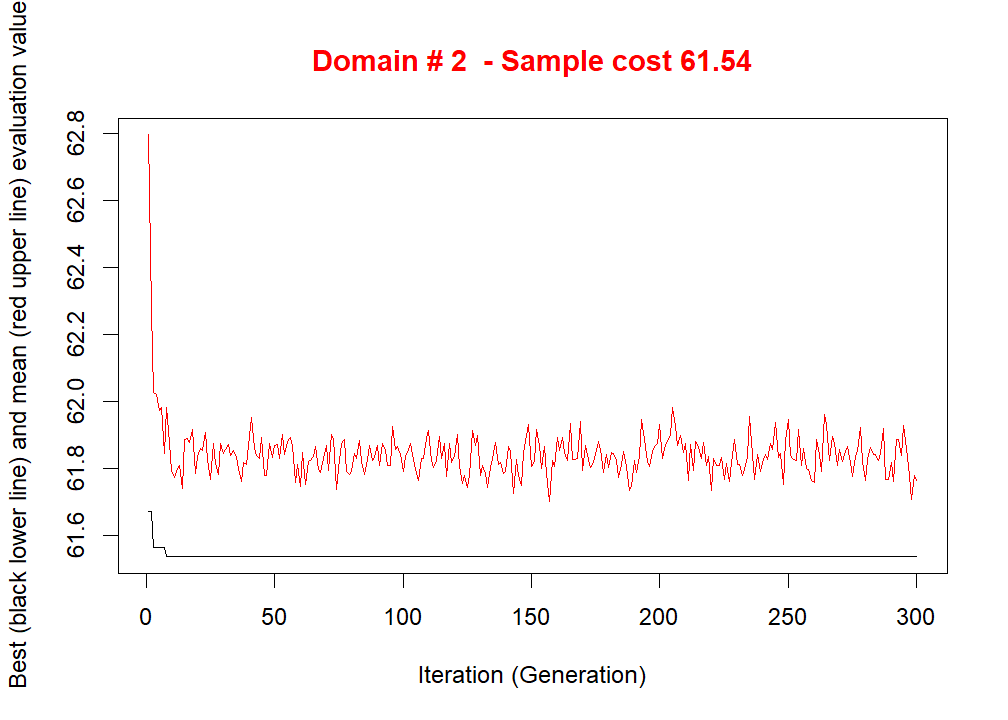 Domain # 2  - Sample cost 61.54
Best (black lower line) and mean (red upper line) evaluation value
62.8
62.6
62.4
62.2
62.0
61.8
61.6
0 50 100 150 200 250 300
Iteration (Generation)